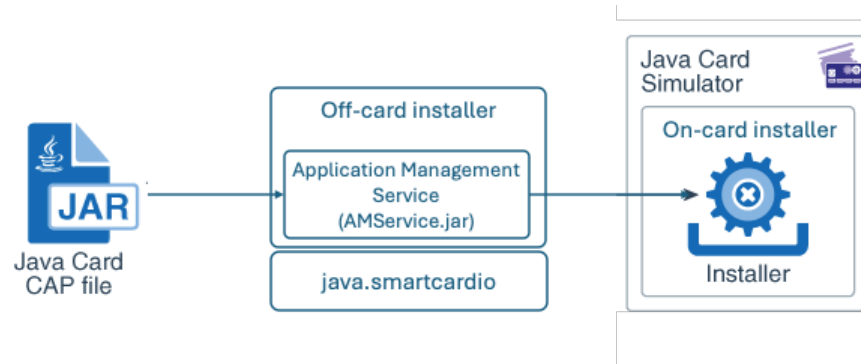 JAR
Java Card
CAP file
Off-card installer
Application Management
Service
(AMService.jar)
java.smartcardio
Java Card
Simulator
On-card installer
Installer